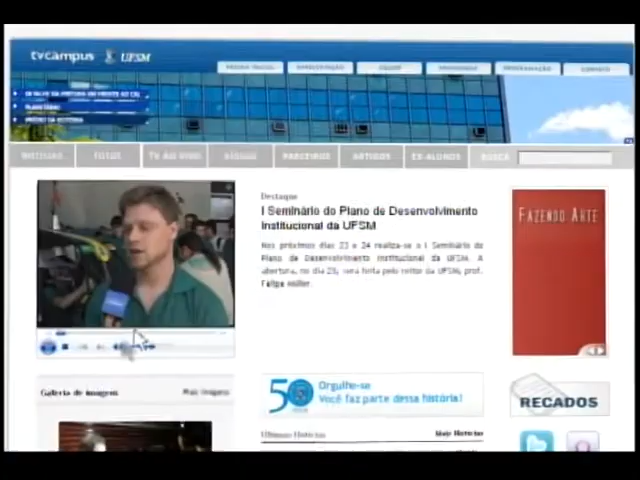 tvcampus UFSM
NOTÍCIAS FOTOS TV AO VIVO VÍDEOS PARCEIROS ARTIGOS EX-ALUNOS BUSCA
Destaque
I Seminário do Plano de Desenvolvimento
Institucional da UFSM
Nos próximos dias 23 e 24 realiza-se o I Seminário do
Plano de Desenvolvimento Institucional da UFSM. A
abertura, no dia 23, será feita pelo reitor da UFSM, prof.
Felipe Müller.
FAZENDO ARTE
Galeria de imagens Mais imagens
50 Orgulhe-se
Você faz parte dessa história!
RECADOS
Últimas Notícias Mais Notícias